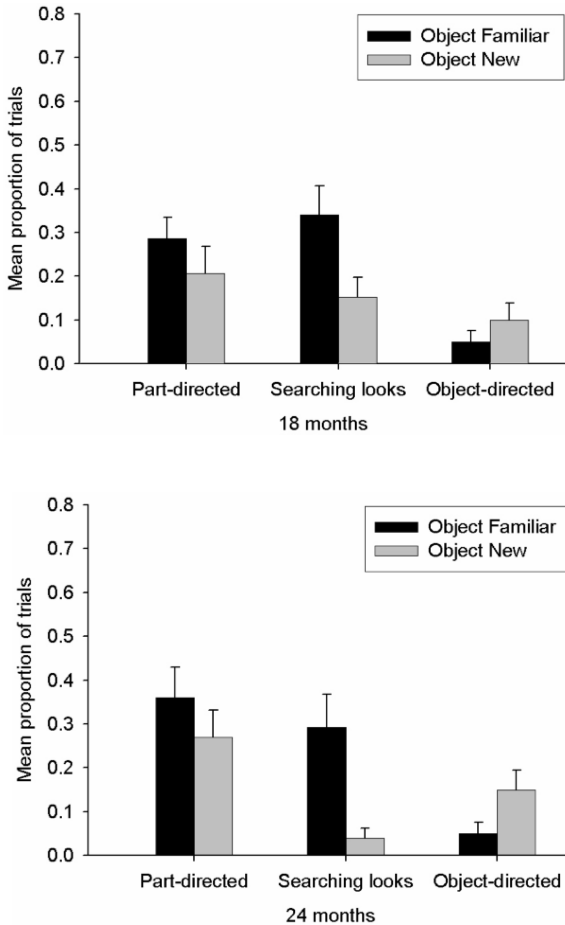 0.8
0.7
0.6
0.5
0.4
0.3
0.2
0.1
0.0
Mean proportion of trials
Object Familiar
Object New
Part-directed Searching looks Object-directed
18 months
0.8
0.7
0.6
0.5
0.4
0.3
0.2
0.1
0.0
Mean proportion of trials
Object Familiar
Object New
Part-directed Searching looks Object-directed
24 months